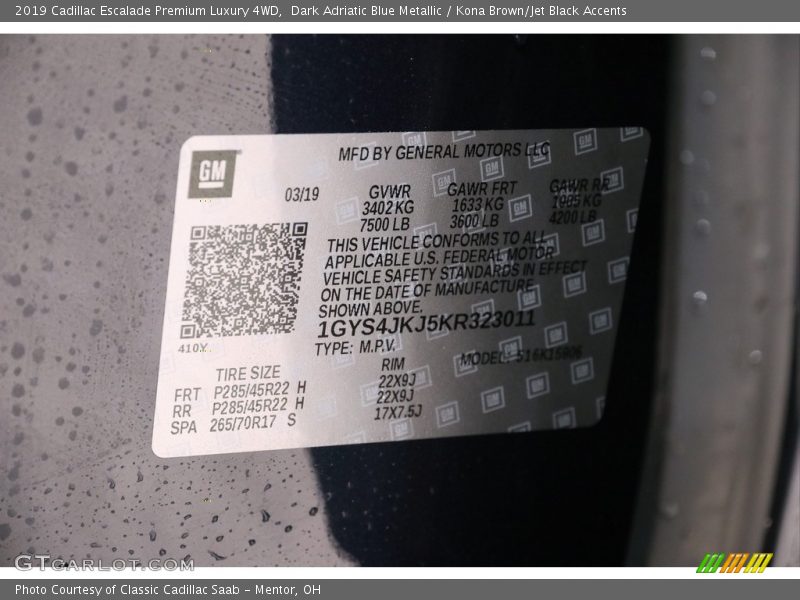 2019 Cadillac Escalade Premium Luxury 4WD, Dark Adriatic Blue Metallic / Kona Brown/Jet Black Accents
MFD BY GENERAL MOTORS LLC
GM
03/19
GVWR GAWR FRT GAWR RR
3402 KG 1633 KG 1905 KG
7500 LB 3600 LB 4200 LB
THIS VEHICLE CONFORMS TO ALL
APPLICABLE U.S. FEDERAL MOTOR
VEHICLE SAFETY STANDARDS IN EFFECT
ON THE DATE OF MANUFACTURE
SHOWN ABOVE.
1GYS4JKJ5KR323011
410Y
TYPE: M.P.V. MODEL:
TIRE SIZE RIM
FRT P285/45R22 H 22X9J
RR P285/45R22 H 22X9J
SPA 265/70R17 S 17X7.5J
GTCARLOT.COM
Photo Courtesy of Classic Cadillac Saab - Mentor, OH